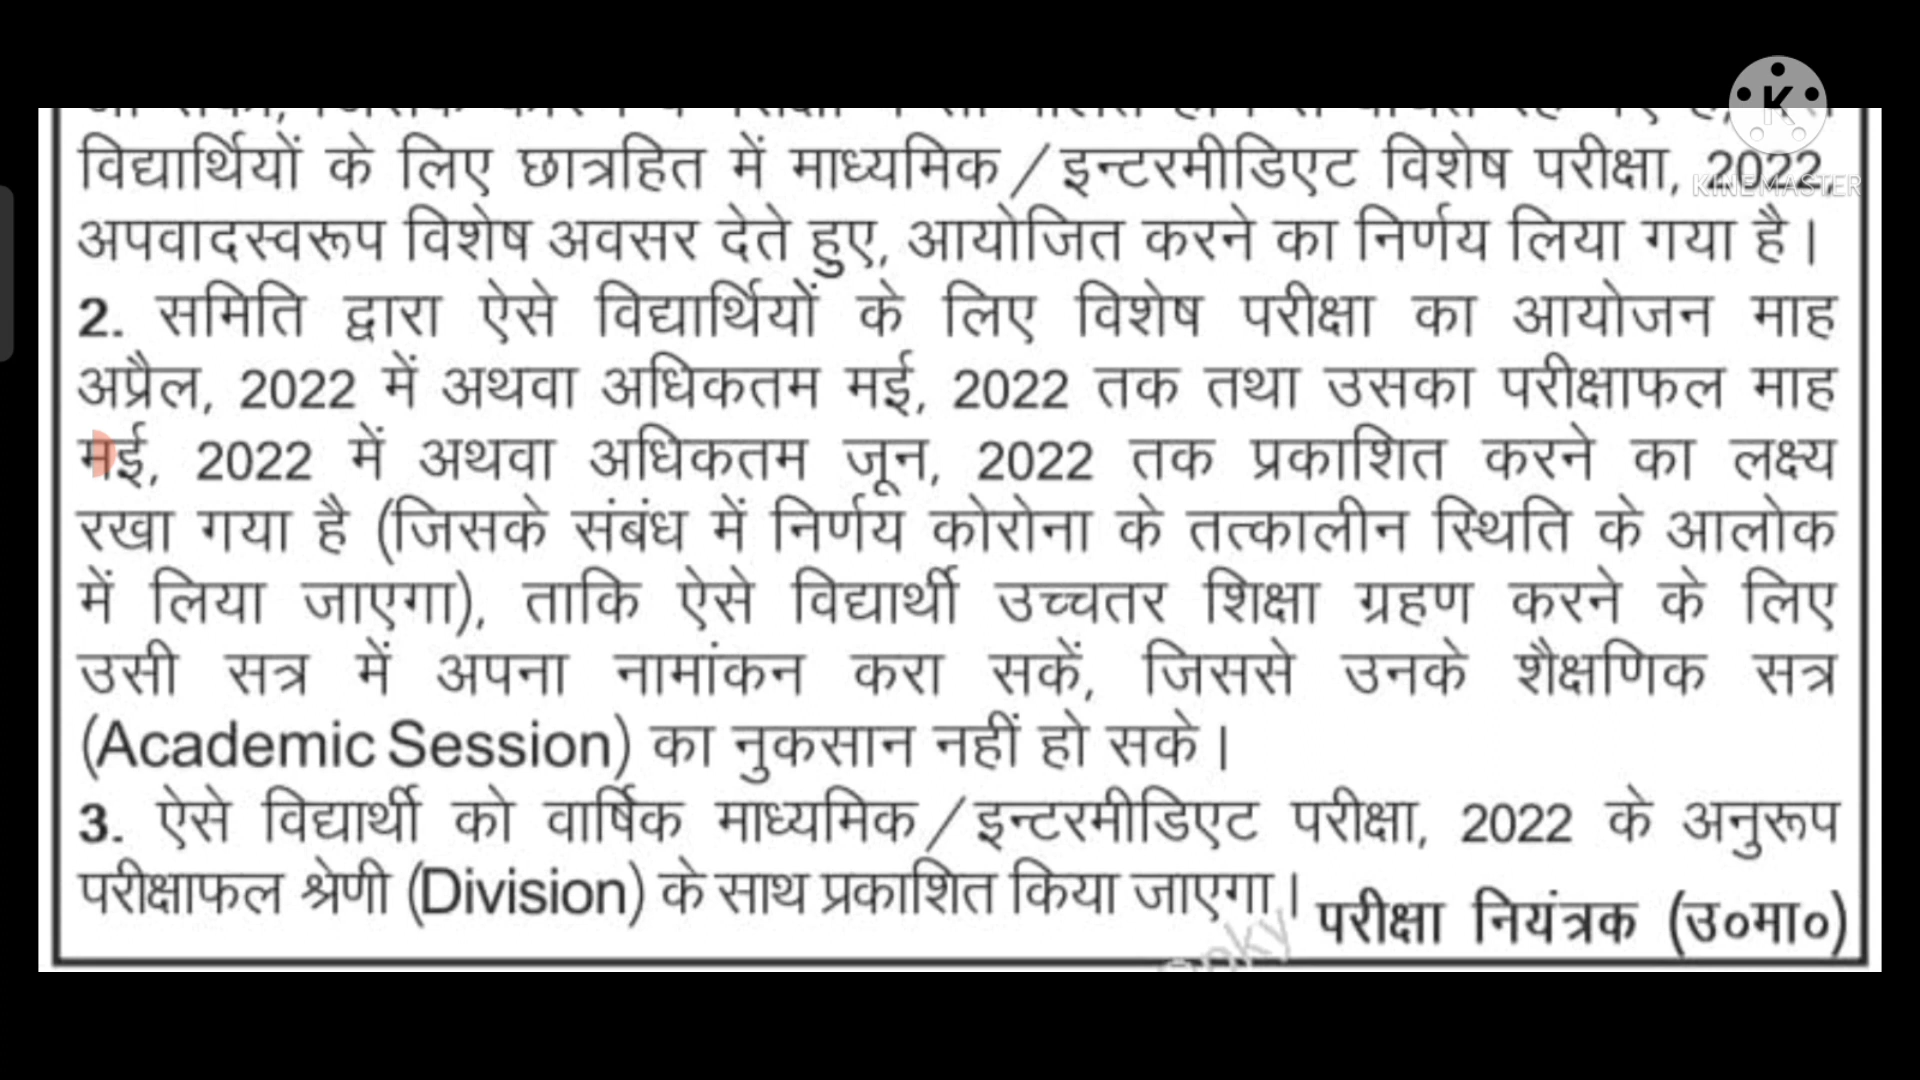 K
KINEMASTER
विद्यार्थियों के लिए छात्रहित में माध्यमिक/इन्टरमीडिएट विशेष परीक्षा, 2022,
अपवादस्वरूप विशेष अवसर देते हुए, आयोजित करने का निर्णय लिया गया है।
2. समिति द्वारा ऐसे विद्यार्थियों के लिए विशेष परीक्षा का आयोजन माह
अप्रैल, 2022 में अथवा अधिकतम मई, 2022 तक तथा उसका परीक्षाफल माह
मई, 2022 में अथवा अधिकतम जून, 2022 तक प्रकाशित करने का लक्ष्य
रखा गया है (जिसके संबंध में निर्णय कोरोना के तत्कालीन स्थिति के आलोक
में लिया जाएगा), ताकि ऐसे विद्यार्थी उच्चतर शिक्षा ग्रहण करने के लिए
उसी सत्र में अपना नामांकन करा सकें, जिससे उनके शैक्षणिक सत्र
(Academic Session) का नुकसान नहीं हो सके।
3. ऐसे विद्यार्थी को वार्षिक माध्यमिक/इन्टरमीडिएट परीक्षा, 2022 के अनुरूप
परीक्षाफल श्रेणी (Division) के साथ प्रकाशित किया जाएगा।
परीक्षा नियंत्रक (उ०मा०)